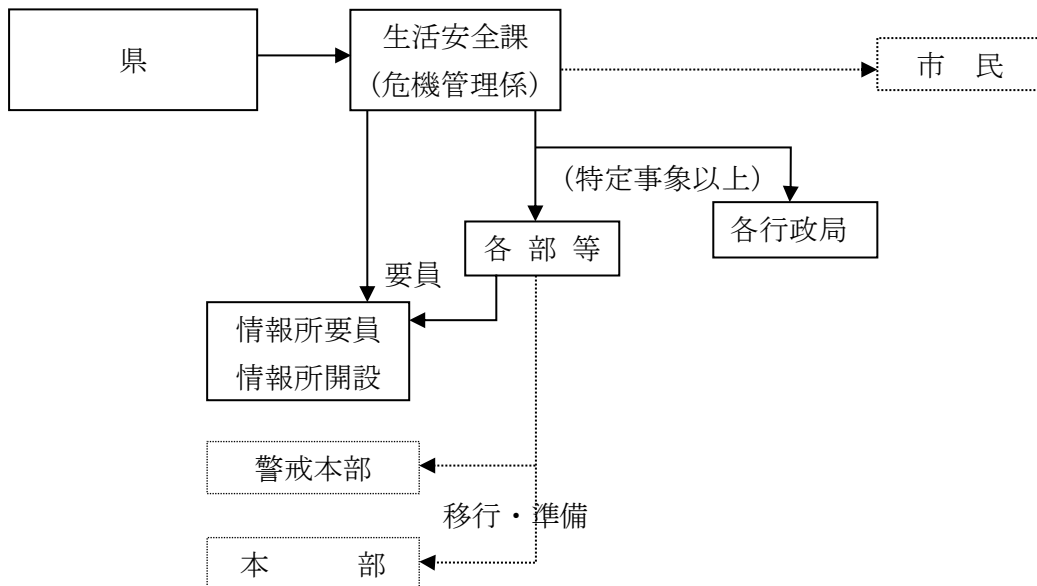 県
生活安全課
(危機管理係)
市　民
(特定事象以上)
各 部 等
各行政局
要員
情報所要員
情報所開設
警戒本部
移行・準備
本　　部